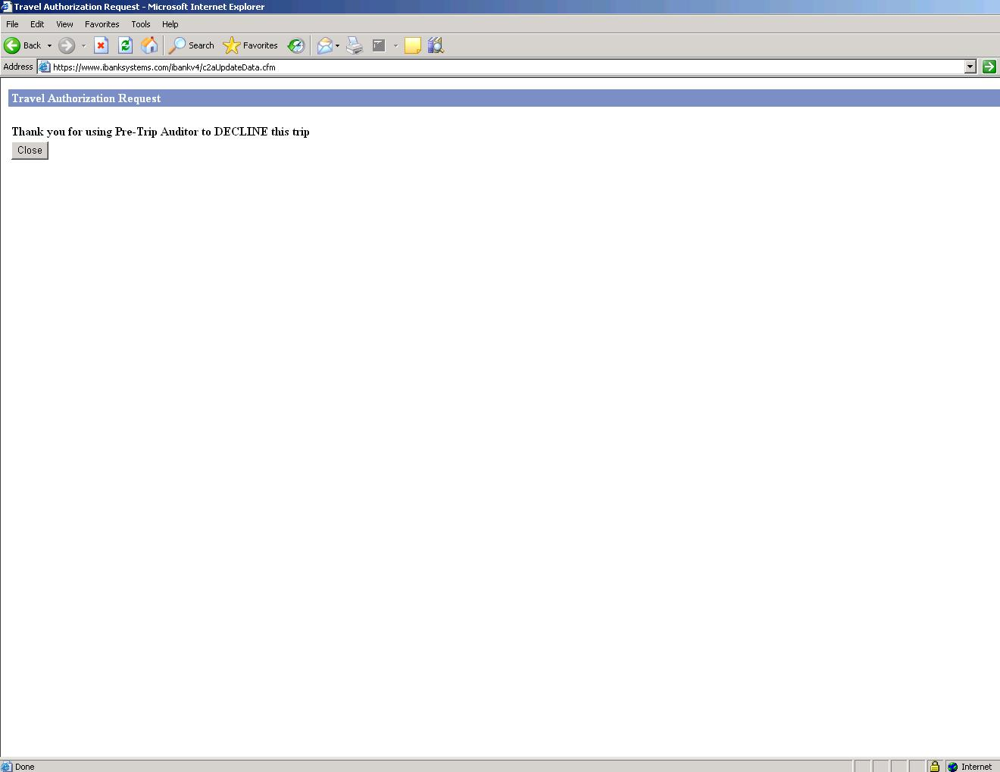 Travel Authorization Request - Microsoft Internet Explorer
File Edit View Favorites Tools Help
Back Search Favorites
Address https://www.ibanksystems.com/ibankv4/c2aUpdateData.cfm
Travel Authorization Request
Thank you for using Pre-Trip Auditor to DECLINE this trip
Close
Done Internet